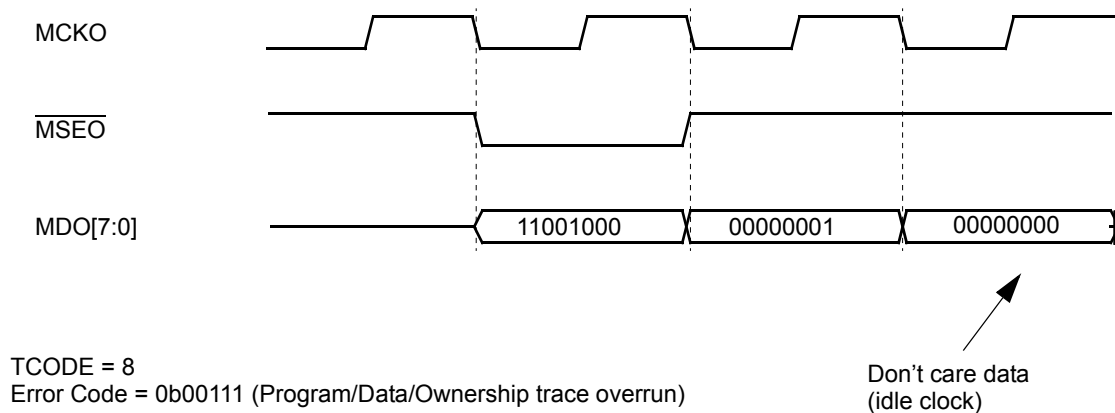 MCKO
MSEO
MDO[7:0]
11001000
00000001
00000000
TCODE = 8
Error Code = 0b00111 (Program/Data/Ownership trace overrun)
Don’t care data
(idle clock)